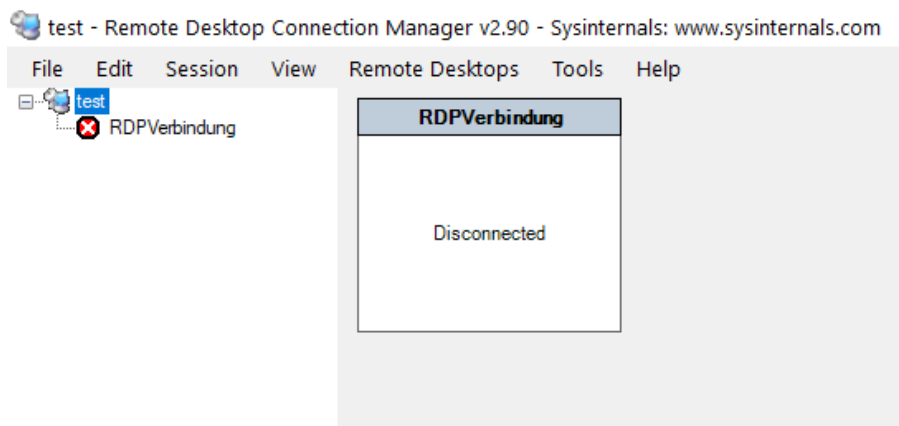 test - Remote Desktop Connection Manager v2.90 - Sysinternals: www.sysinternals.com
File Edit Session View Remote Desktops Tools Help
test
RDPVerbindung
RDPVerbindung
Disconnected